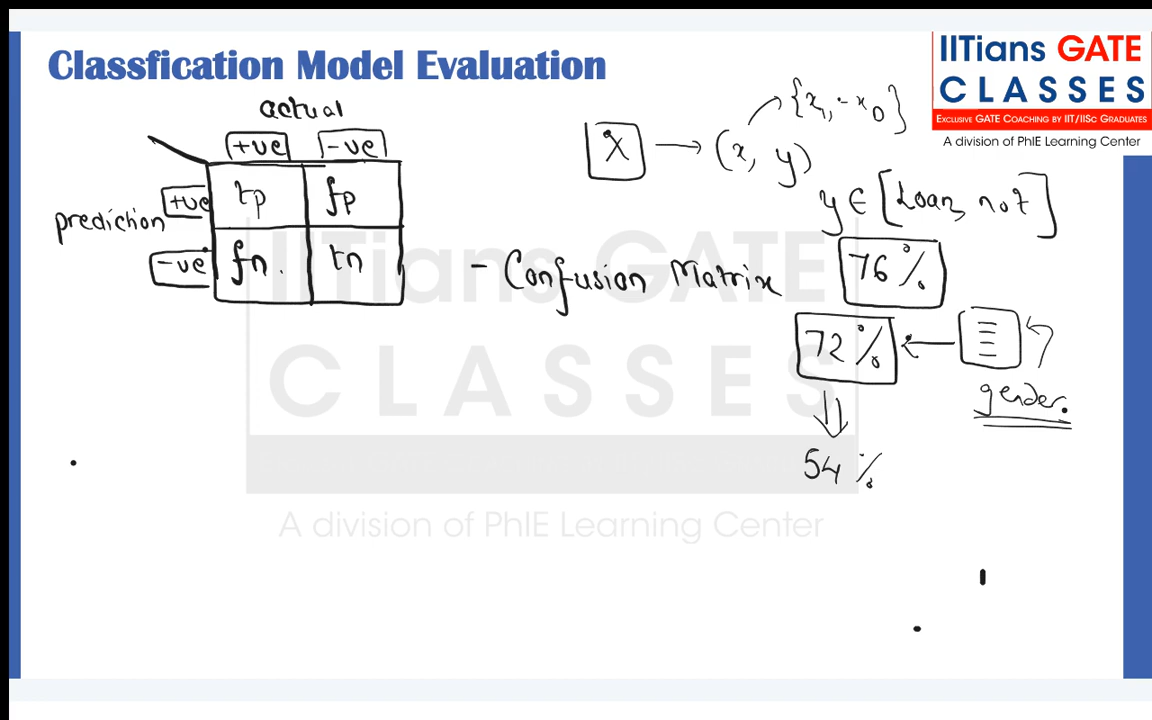 Classfication Model Evaluation
IITians GATE
CLASSES
EXCLUSIVE GATE COACHING BY IIT/IISc GRADUATES
A division of PhIE Learning Center
actual
+ve -ve
prediction
+ve tp fp
-ve fn. tn
- Confusion Matrix
X → (x, y)
{x1, - xD}
y ∈ [Loan, not]
76%
72% ←
gender.
54%
IITians GATE
CLASSES
A division of PhIE Learning Center